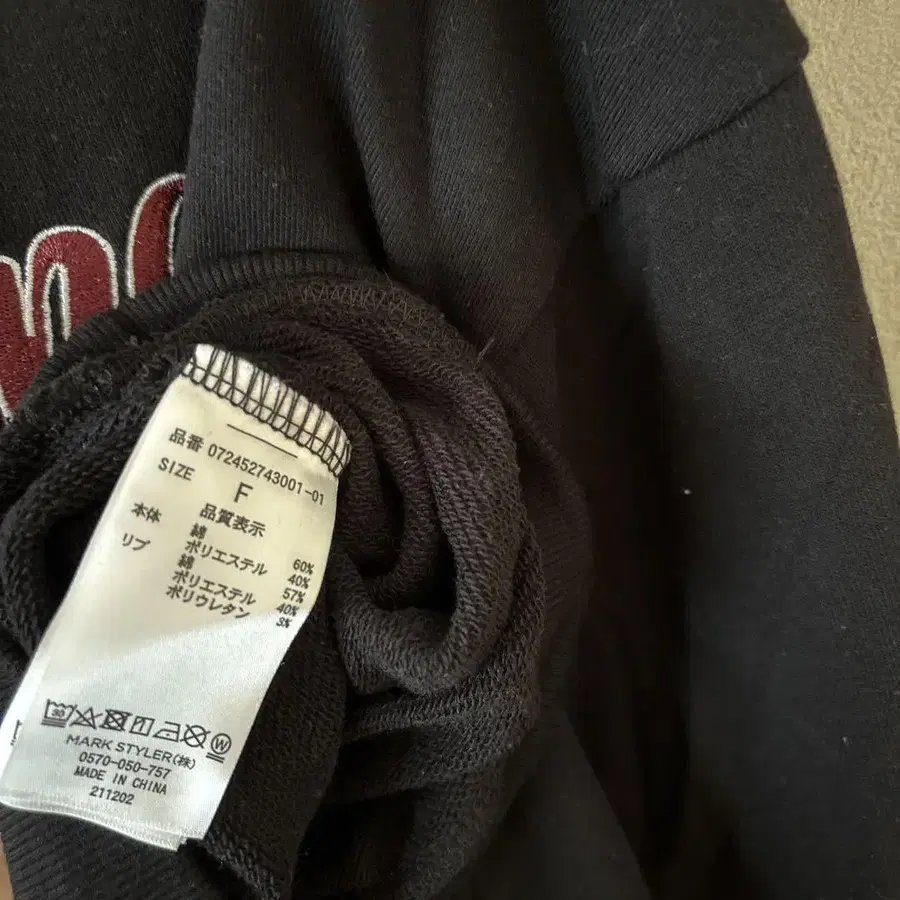 品番 072452743001-01
SIZE F
品質表示
本体 綿 60%
ポリエステル 40%
リブ 綿 57%
ポリエステル 40%
ポリウレタン 3%
30
W
MARK STYLER(株)
0570-050-757
MADE IN CHINA
211202